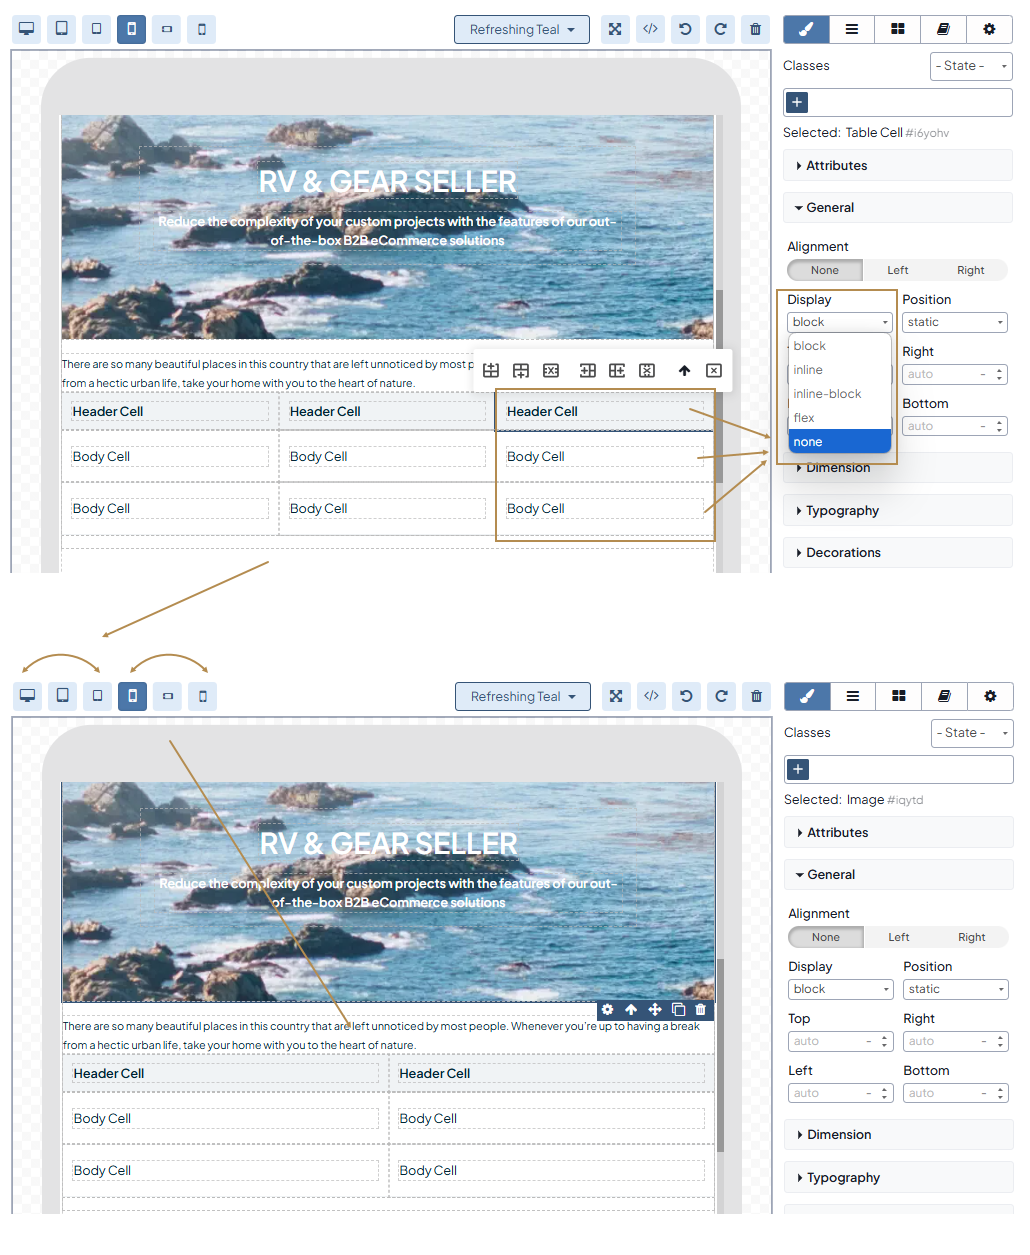 Refreshing Teal
Classes
- State -
Selected: Table Cell #i6yohv
Attributes
General
Alignment
None Left Right
Display Position
block static
block
inline
inline-block
flex
none
Right
auto -
Bottom
auto -
Dimension
Typography
Decorations
RV & GEAR SELLER
Reduce the complexity of your custom projects with the features of our out-
of-the-box B2B eCommerce solutions
There are so many beautiful places in this country that are left unnoticed by most p
from a hectic urban life, take your home with you to the heart of nature.
Header Cell Header Cell Header Cell
Body Cell Body Cell Body Cell
Body Cell Body Cell Body Cell
Refreshing Teal
Classes
- State -
Selected: Image #iqytd
Attributes
General
Alignment
None Left Right
Display Position
block static
Top Right
auto - auto -
Left Bottom
auto - auto -
Dimension
Typography
RV & GEAR SELLER
Reduce the complexity of your custom projects with the features of our out-
of-the-box B2B eCommerce solutions
There are so many beautiful places in this country that are left unnoticed by most people. Whenever you're up to having a break
from a hectic urban life, take your home with you to the heart of nature.
Header Cell Header Cell
Body Cell Body Cell
Body Cell Body Cell